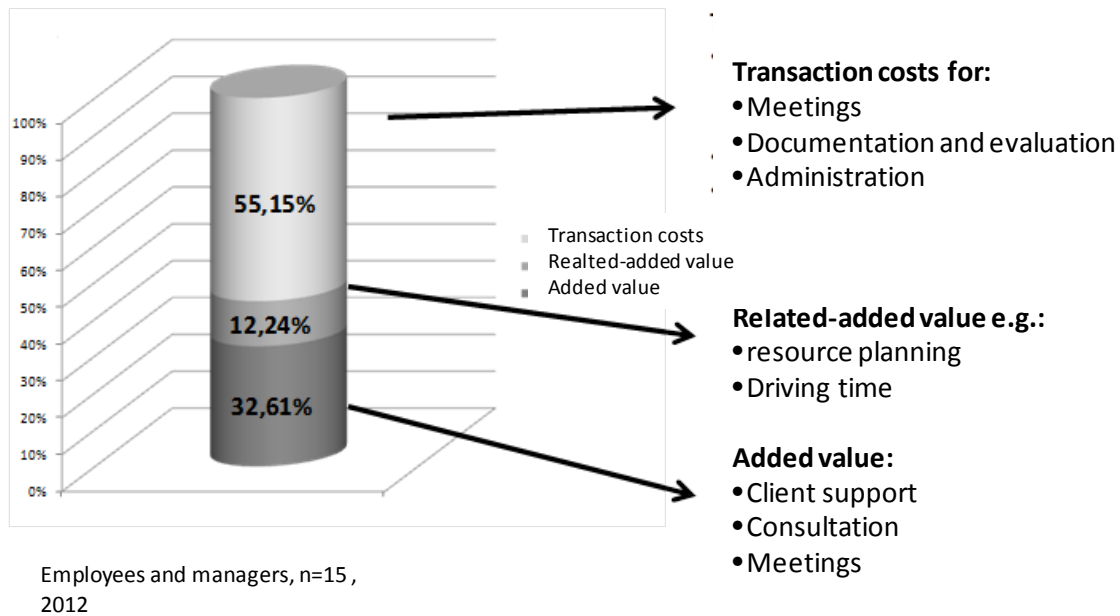 100%
90%
80%
70%
60%
50%
40%
30%
20%
10%
0%
55,15%
12,24%
32,61%
Transaction costs
Realted-added value
Added value
Transaction costs for:
•Meetings
•Documentation and evaluation
•Administration
Related-added value e.g.:
•resource planning
•Driving time
Added value:
•Client support
•Consultation
•Meetings
Employees and managers, n=15 ,
2012